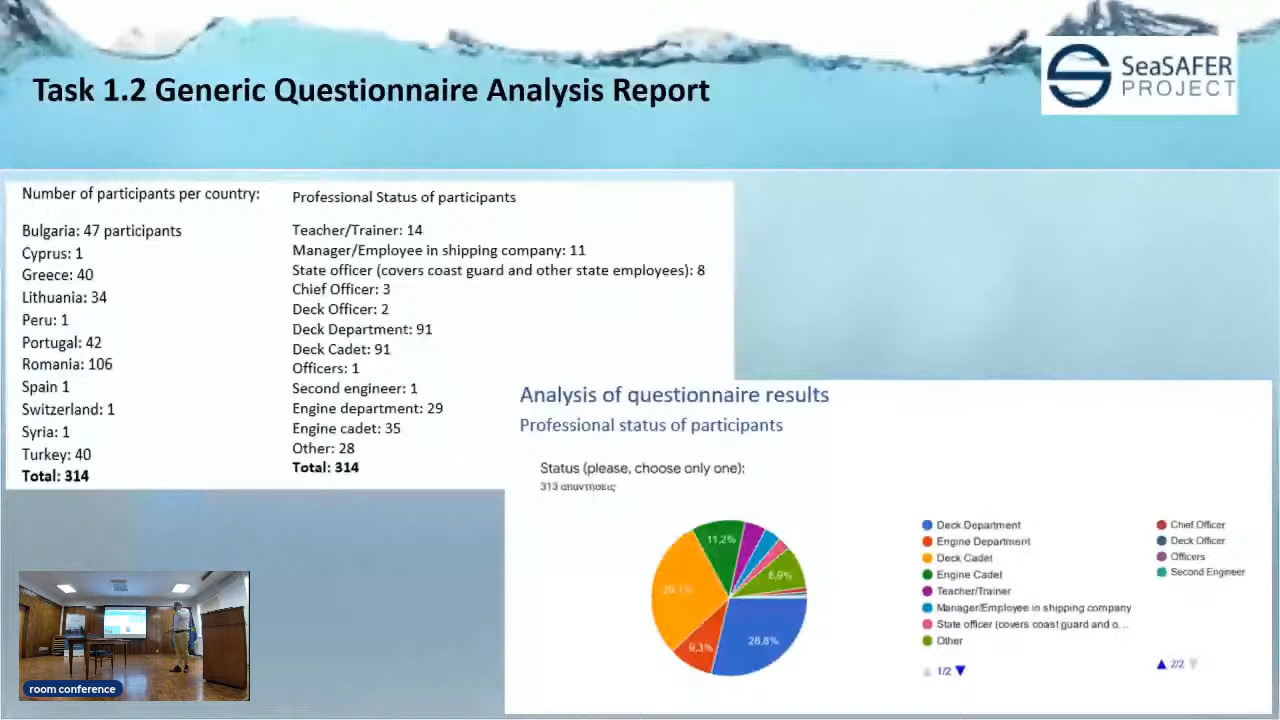 Task 1.2 Generic Questionnaire Analysis Report
SeaSAFER
PROJECT
Number of participants per country:
Bulgaria: 47 participants
Cyprus: 1
Greece: 40
Lithuania: 34
Peru: 1
Portugal: 42
Romania: 106
Spain 1
Switzerland: 1
Syria: 1
Turkey: 40
Total: 314
Professional Status of participants
Teacher/Trainer: 14
Manager/Employee in shipping company: 11
State officer (covers coast guard and other state employees): 8
Chief Officer: 3
Deck Officer: 2
Deck Department: 91
Deck Cadet: 91
Officers: 1
Second engineer: 1
Engine department: 29
Engine cadet: 35
Other: 28
Total: 314
Analysis of questionnaire results
Professional status of participants
Status (please, choose only one):
313 απαντήσεις
11,2%
8,9%
29,1%
9,3%
28,8%
Deck Department
Engine Department
Deck Cadet
Engine Cadet
Teacher/Trainer
Manager/Employee in shipping company
State officer (covers coast guard and o...
Other
1/2
Chief Officer
Deck Officer
Officers
Second Engineer
2/2
room conference